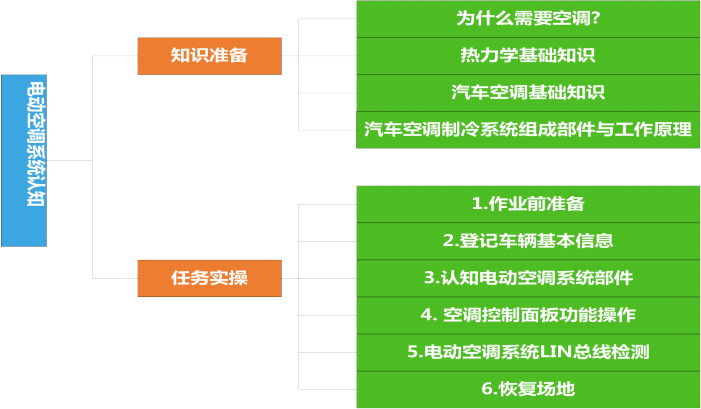 电动空调系统认知
知识准备
为什么需要空调?
热力学基础知识
汽车空调基础知识
汽车空调制冷系统组成部件与工作原理
任务实操
1.作业前准备
2.登记车辆基本信息
3.认知电动空调系统部件
4. 空调控制面板功能操作
5.电动空调系统LIN总线检测
6.恢复场地